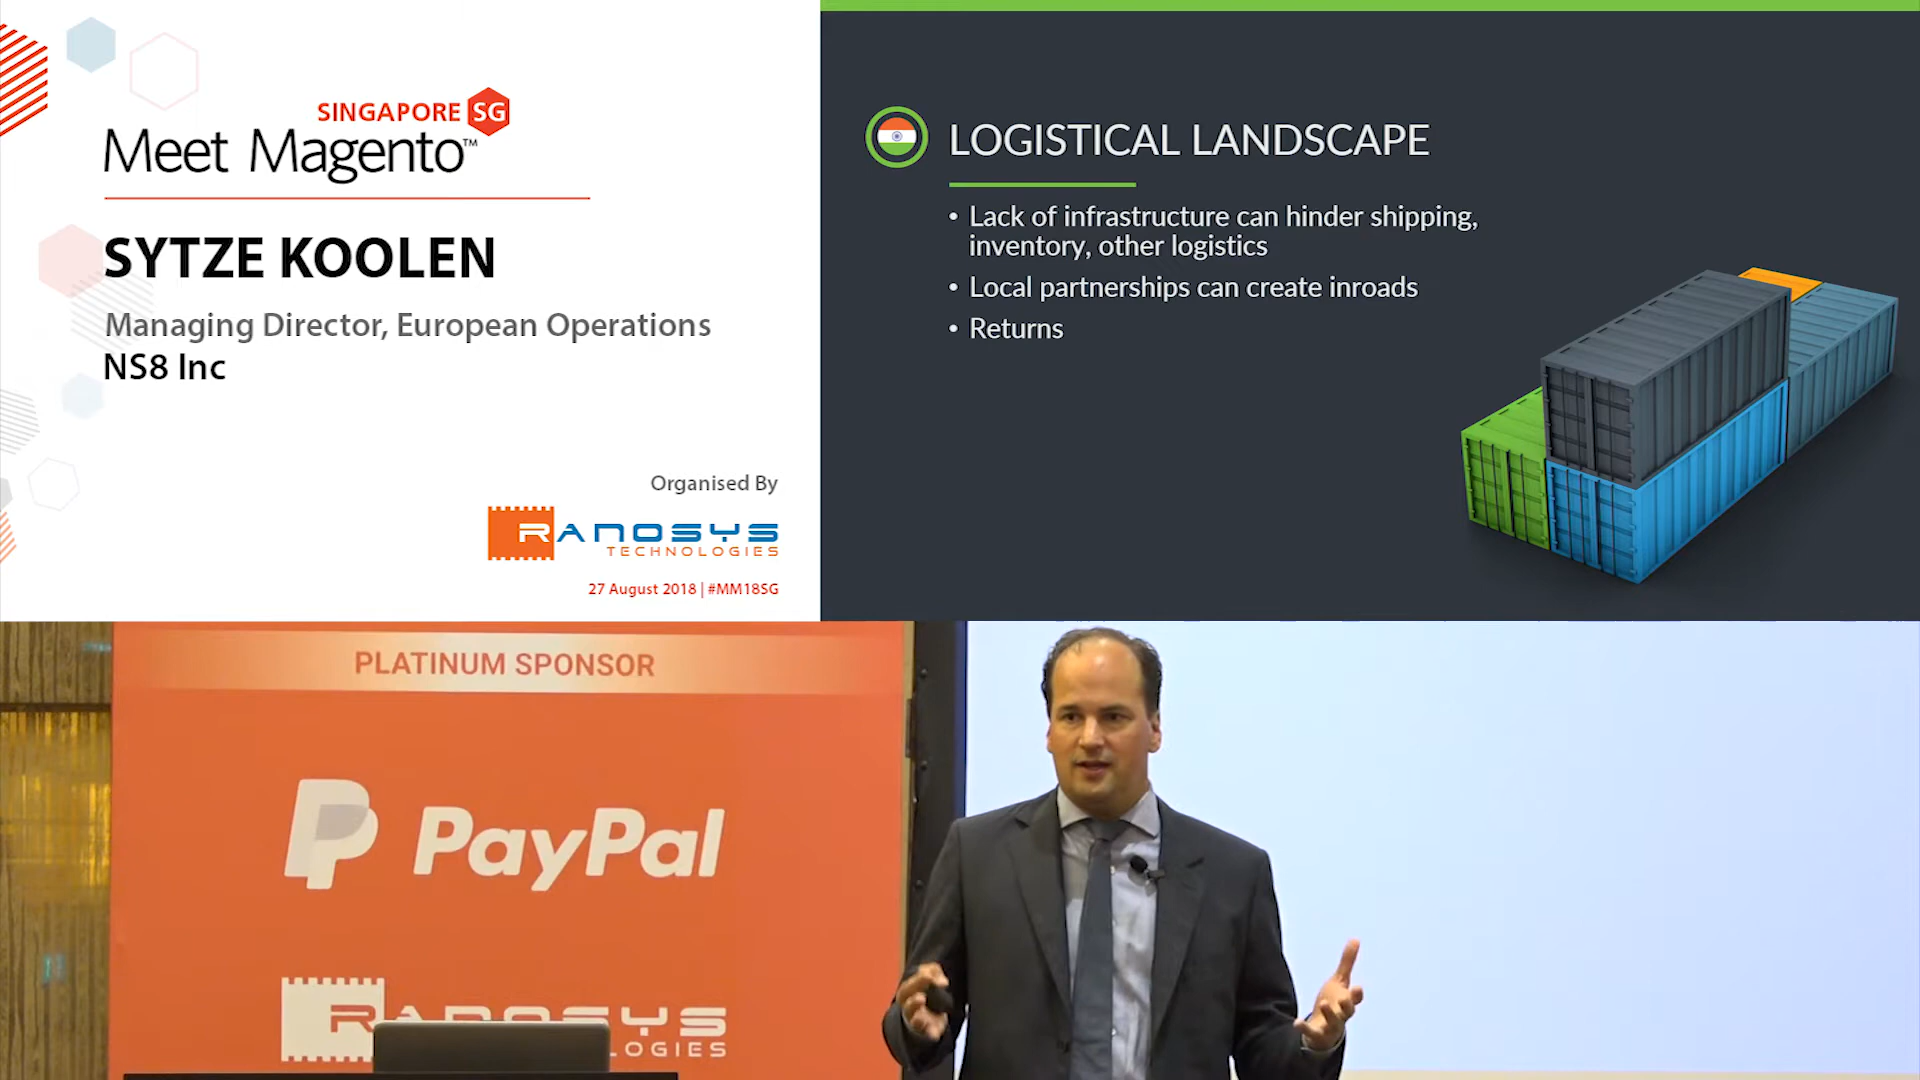 SINGAPORE SG
Meet Magento™
SYTZE KOOLEN
Managing Director, European Operations
NS8 Inc
Organised By
RANOSYS
TECHNOLOGIES
27 August 2018 | #MM18SG
LOGISTICAL LANDSCAPE
• Lack of infrastructure can hinder shipping,
inventory, other logistics
• Local partnerships can create inroads
• Returns
PLATINUM SPONSOR
PayPal
RANOSYS
LOGIES